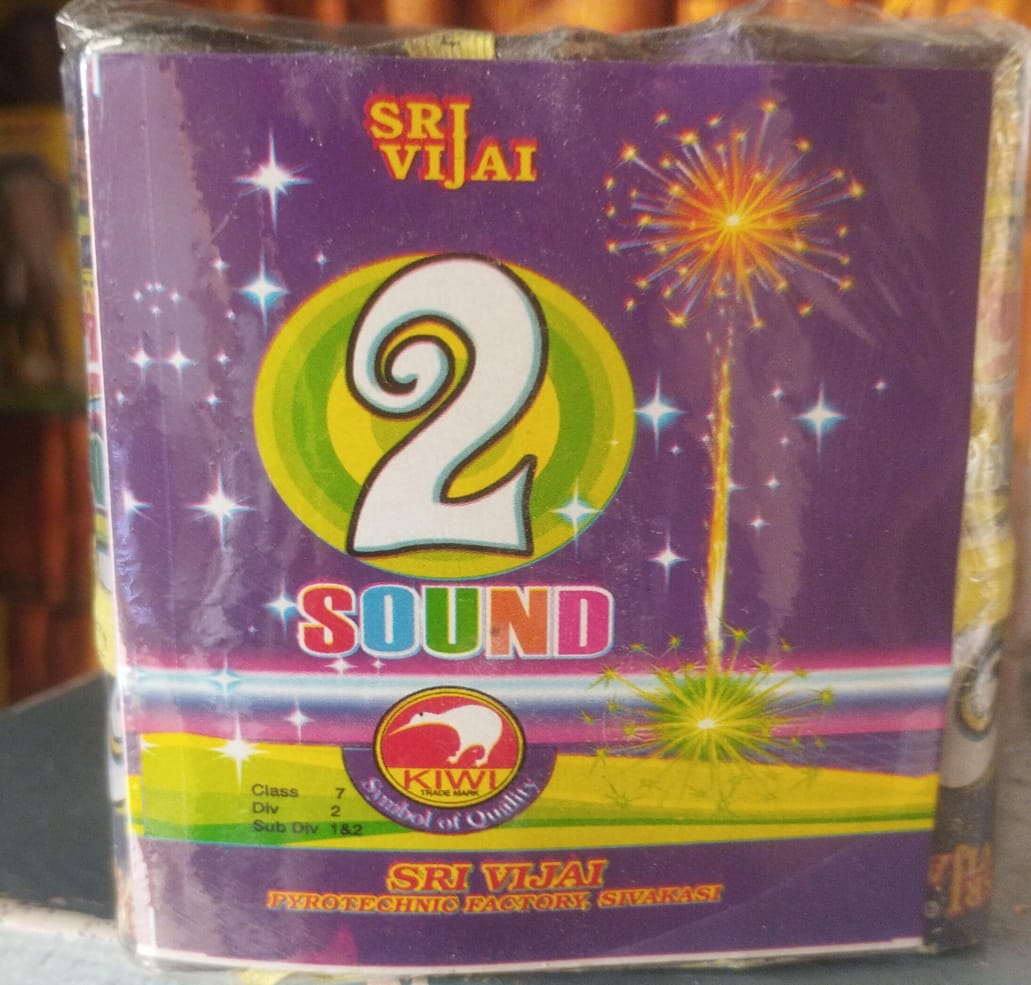 SRI
VIJAI
2
SOUND
KIWI
TRADE MARK
Symbol of Quality
Class 7
Div 2
Sub Div 1&2
SRI VIJAI
PYROTECHNIC FACTORY, SIVAKASI